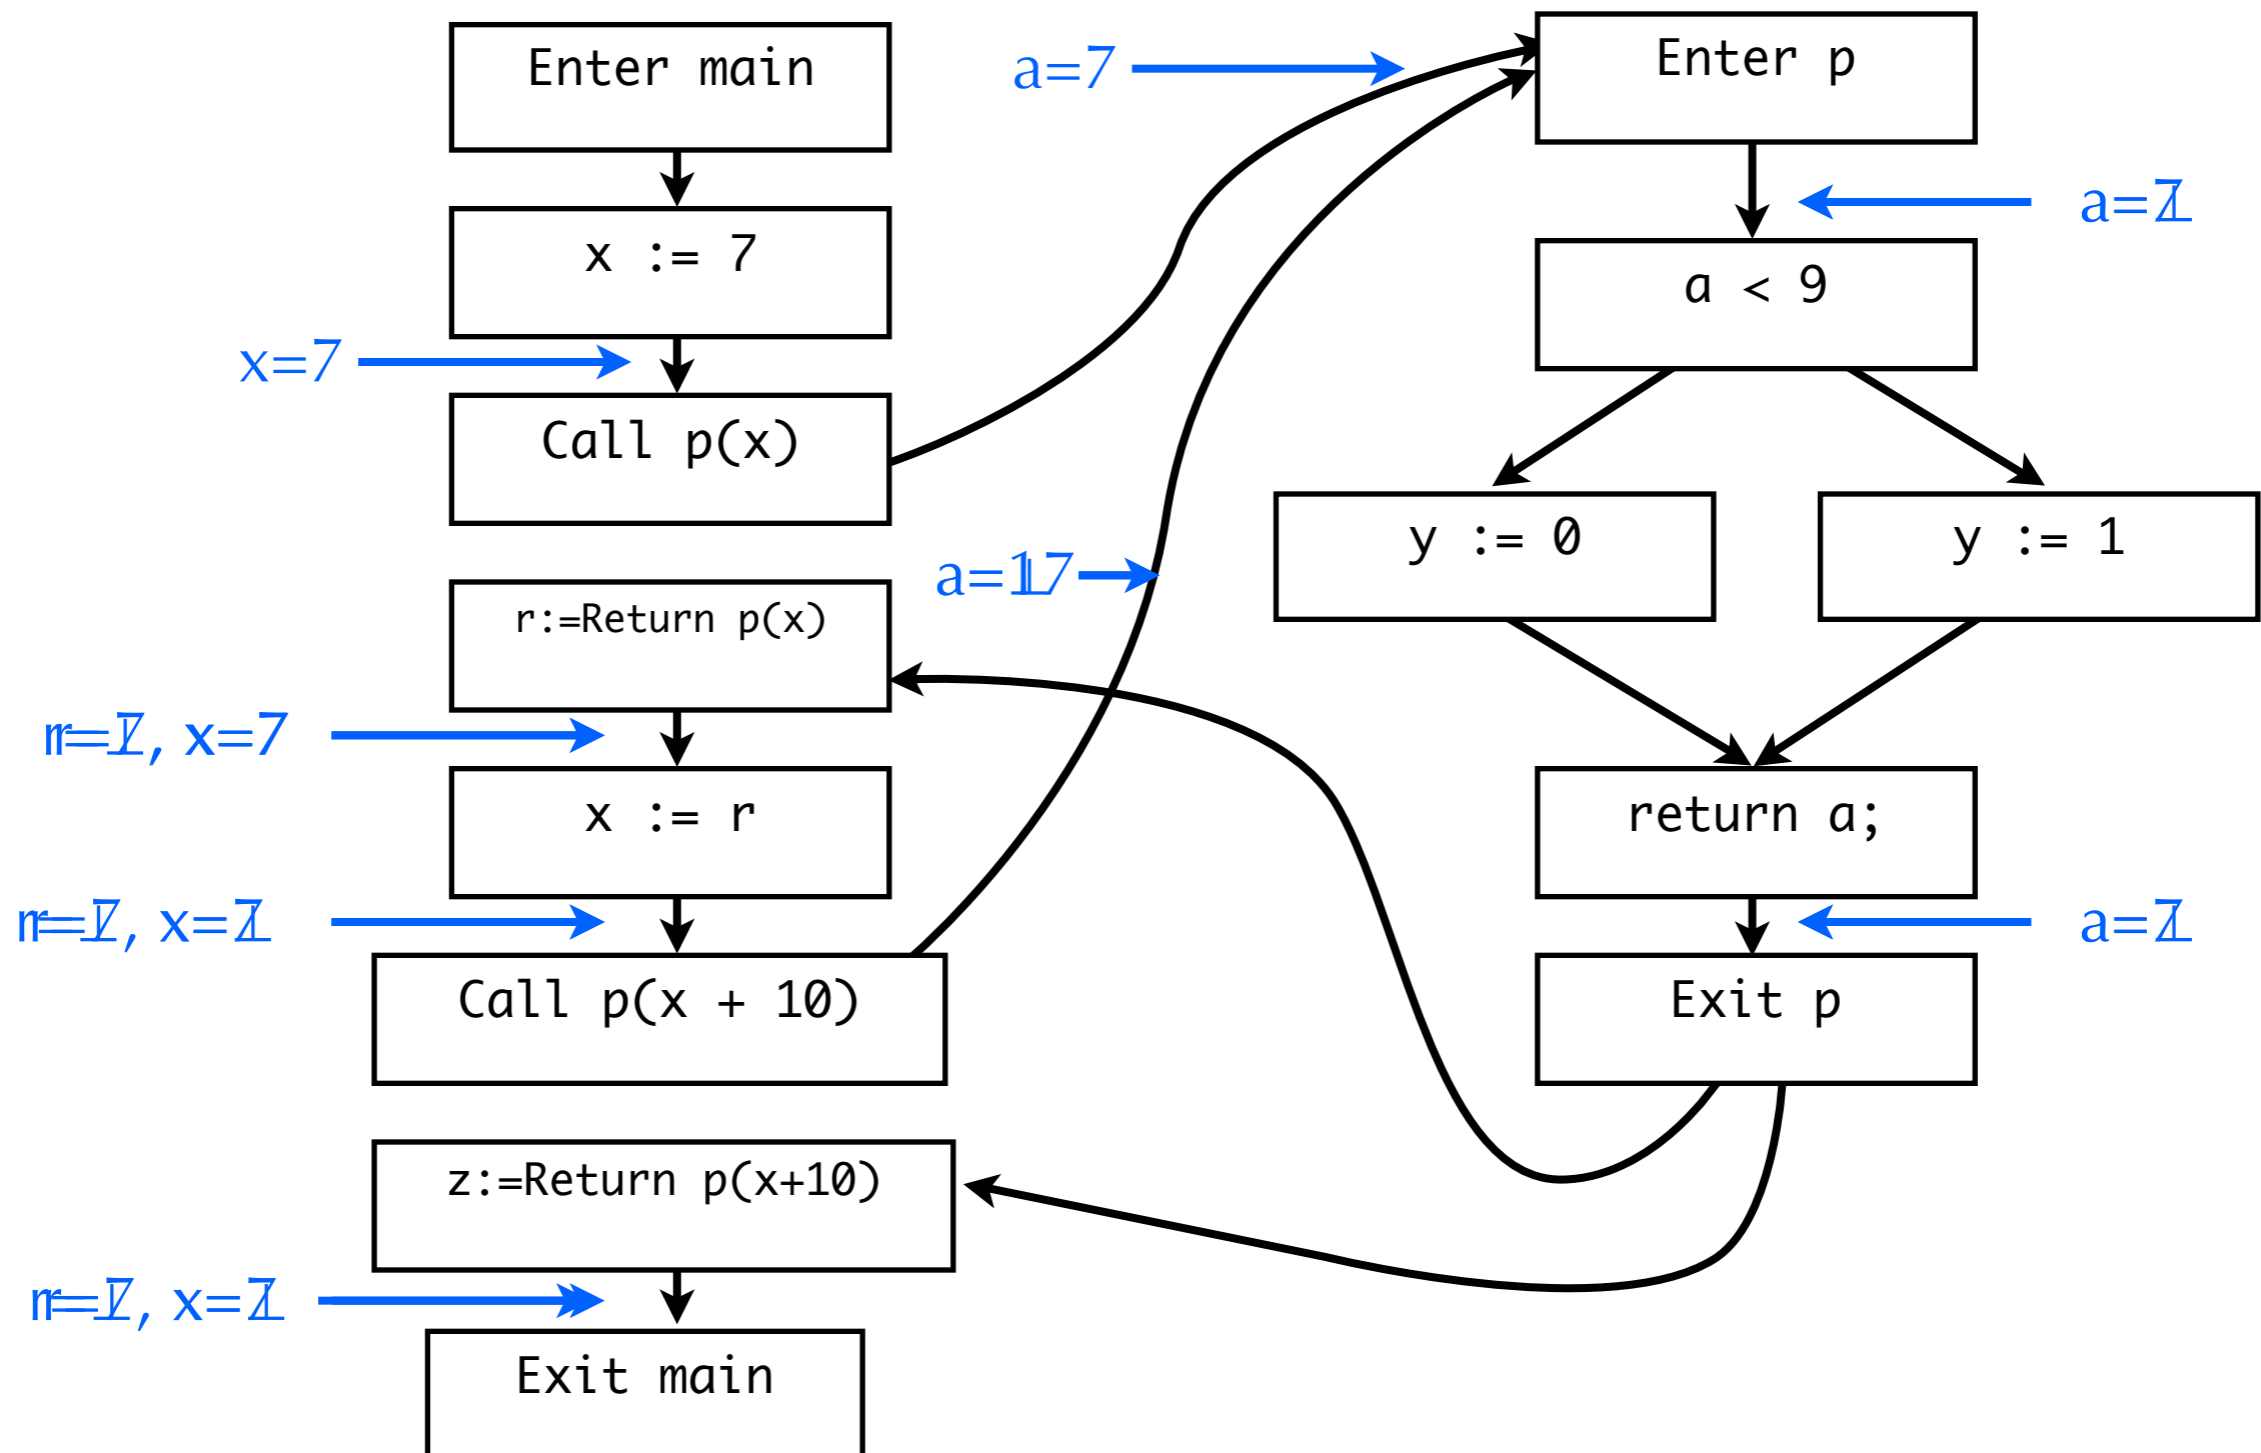 Enter main
x := 7
x=7
Call p(x)
r:=Return p(x)
x=7
x := r
Call p(x + 10)
z:=Return p(x+10)
Exit main
a=7
Enter p
a < 9
y := 0
y := 1
return a;
Exit p